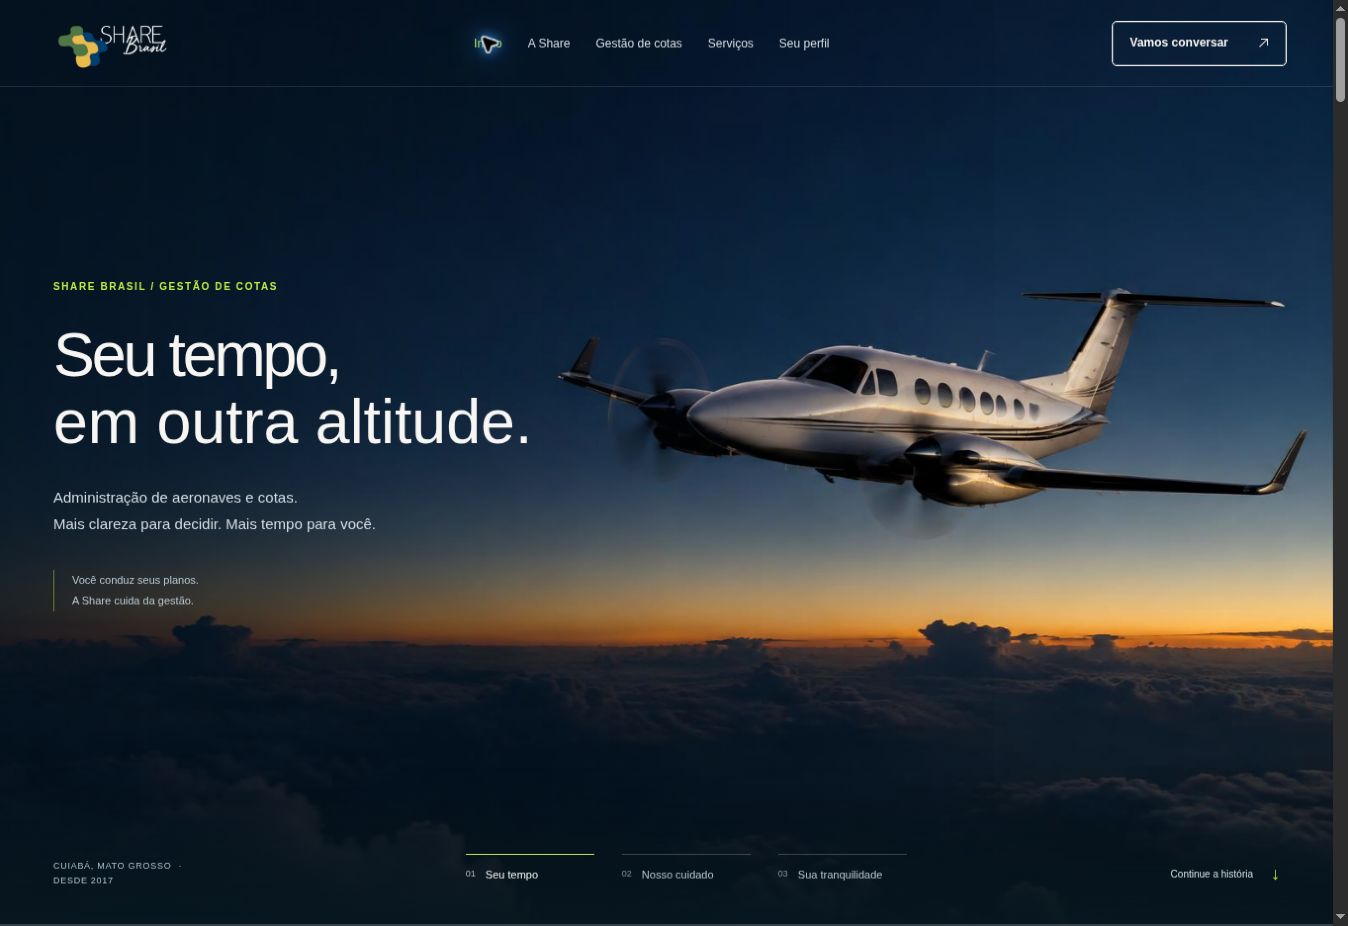 SHARE
Brasil
A Share
Gestão de cotas
Serviços
Seu perfil
Vamos conversar
SHARE BRASIL / GESTÃO DE COTAS
Seu tempo,
em outra altitude.
Administração de aeronaves e cotas.
Mais clareza para decidir. Mais tempo para você.
Você conduz seus planos.
A Share cuida da gestão.
CUIABÁ, MATO GROSSO ·
DESDE 2017
01 Seu tempo
02 Nosso cuidado
03 Sua tranquilidade
Continue a história